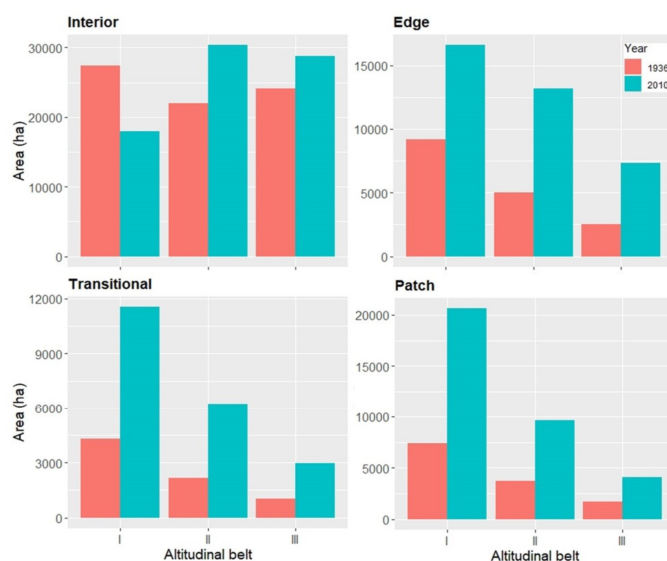 Interior
Edge
30000
20000
10000
0
Area (ha)
15000
10000
5000
0
Year
1936
2010
Transitional
Patch
12000
9000
6000
3000
0
Area (ha)
I
II
III
Altitudinal belt
20000
15000
10000
5000
0
I
II
III
Altitudinal belt